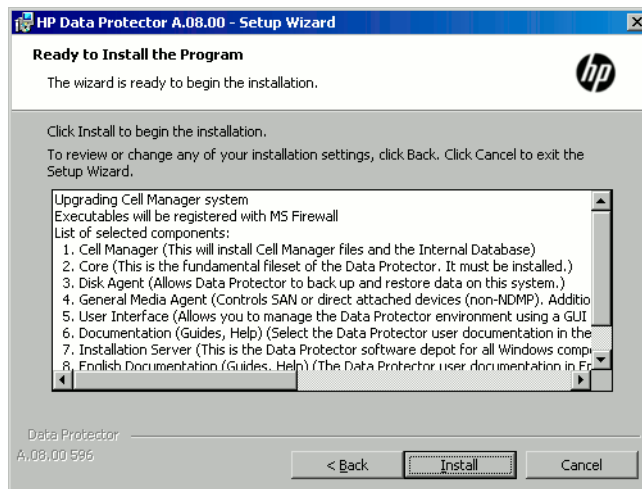 HP Data Protector A.08.00 - Setup Wizard
Ready to Install the Program
The wizard is ready to begin the installation.
hp
Click Install to begin the installation.
To review or change any of your installation settings, click Back. Click Cancel to exit the
Setup Wizard.
Upgrading Cell Manager system
Executables will be registered with MS Firewall
List of selected components:
1. Cell Manager (This will install Cell Manager files and the Internal Database)
2. Core (This is the fundamental fileset of the Data Protector. It must be installed.)
3. Disk Agent (Allows Data Protector to back up and restore data on this system.)
4. General Media Agent (Controls SAN or direct attached devices (non-NDMP). Additio
5. User Interface (Allows you to manage the Data Protector environment using a GUI
6. Documentation (Guides, Help) (Select the Data Protector user documentation in the
7. Installation Server (This is the Data Protector software depot for all Windows comp
8. English Documentation (Guides, Help) (The Data Protector user documentation in En
Data Protector
A.08.00 596
< Back Install Cancel